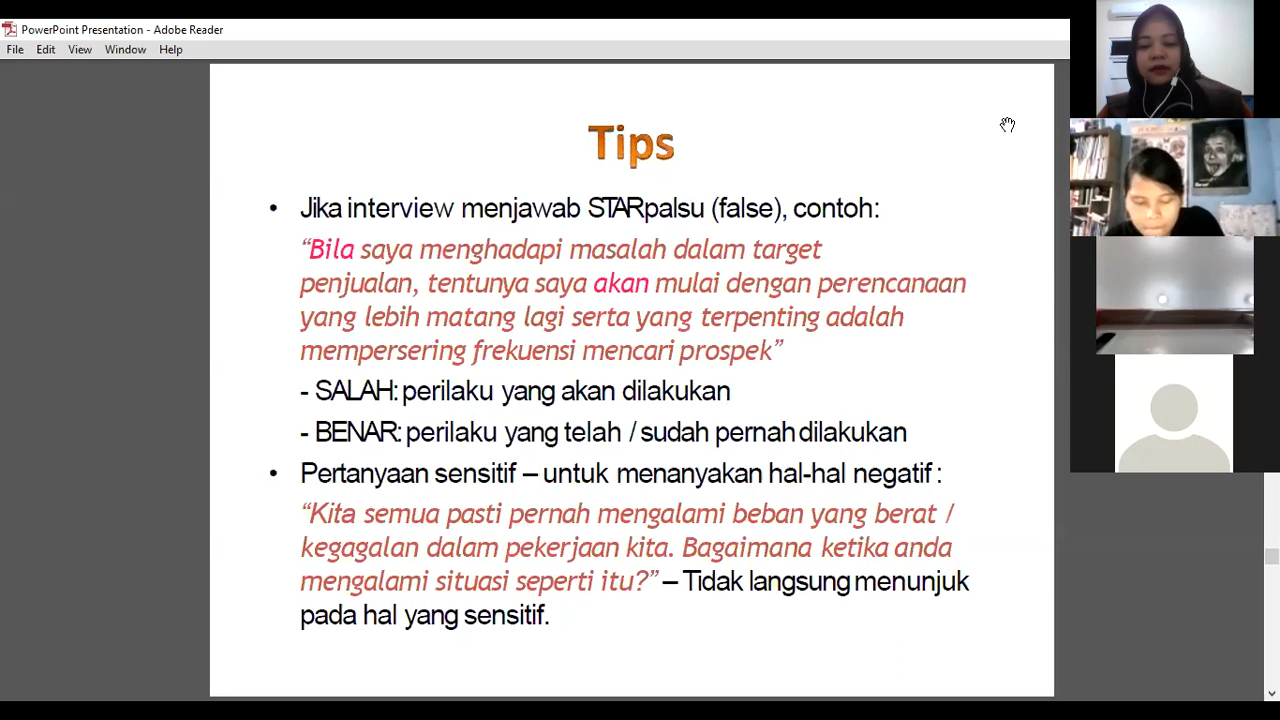 PowerPoint Presentation - Adobe Reader
File Edit View Window Help
Tips
• Jika interview menjawab STARpalsu (false), contoh:
“Bila saya menghadapi masalah dalam target
penjualan, tentunya saya akan mulai dengan perencanaan
yang lebih matang lagi serta yang terpenting adalah
mempersering frekuensi mencari prospek”
- SALAH: perilaku yang akan dilakukan
- BENAR: perilaku yang telah / sudah pernah dilakukan
• Pertanyaan sensitif – untuk menanyakan hal-hal negatif :
“Kita semua pasti pernah mengalami beban yang berat /
kegagalan dalam pekerjaan kita. Bagaimana ketika anda
mengalami situasi seperti itu?” – Tidak langsung menunjuk
pada hal yang sensitif.